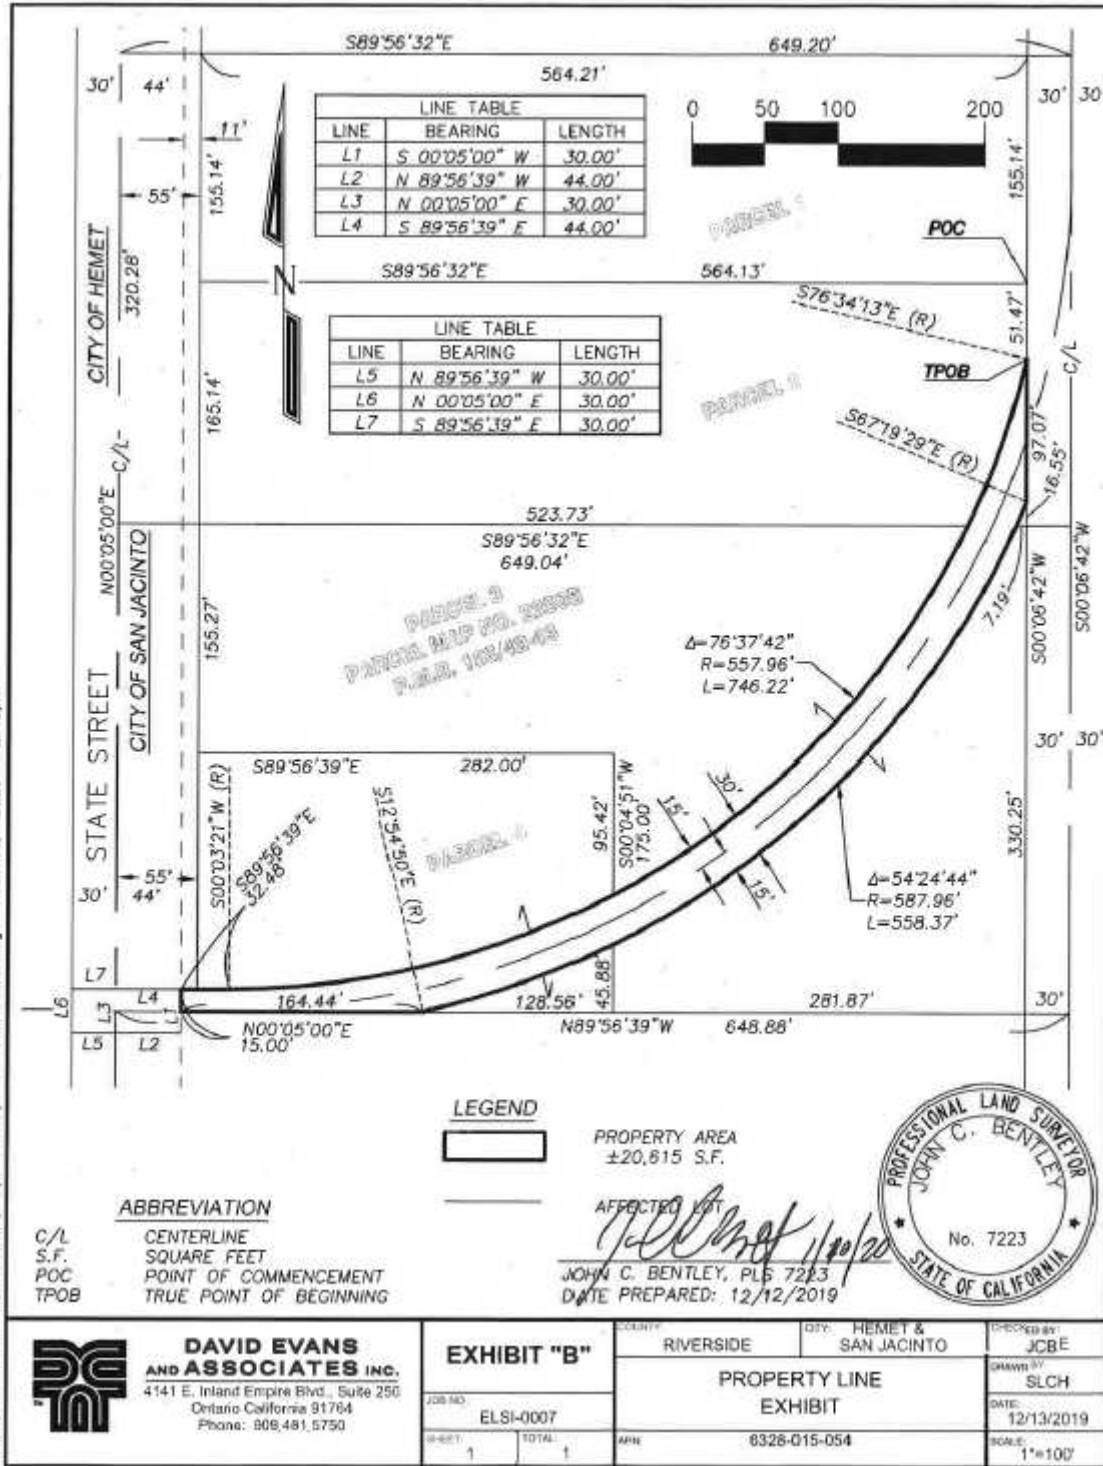 S89°56'32"E 649.20'
564.21'
30' 44' 30' 30'
11'
55'
155.14'
155.14'
LINE TABLE
LINE BEARING LENGTH
L1 S 00°05'00" W 30.00'
L2 N 89°56'39" W 44.00'
L3 N 00°05'00" E 30.00'
L4 S 89°56'39" E 44.00'
0 50 100 200
PARCEL 1
POC
CITY OF HEMET
320.28'
S89°56'32"E 564.13'
N
S76°34'13"E (R)
51.47'
TPOB
C/L
LINE TABLE
LINE BEARING LENGTH
L5 N 89°56'39" W 30.00'
L6 N 00°05'00" E 30.00'
L7 S 89°56'39" E 30.00'
165.14'
PARCEL 2
S67°19'29"E (R)
97.07'
16.55'
C/L
N00°05'00"E
523.73'
S89°56'32"E
649.04'
CITY OF SAN JACINTO
155.27'
PARCEL 3
PARCEL MAP NO.
P.M.B.
7.19'
S00°06'42"W
S00°06'42"W
Δ=76°37'42"
R=557.96'
L=746.22'
STATE STREET
30' 30'
S89°56'39"E 282.00'
S00°03'21"W (R)
S89°56'39"E
32.48'
S12°54'50"E (R)
PARCEL 4
95.42'
S00°04'51"W
175.00'
30'
15'
15'
330.25'
55'
30' 44'
Δ=54°24'44"
R=587.96'
L=558.37'
L7
L6 L3 L4 L1
164.44' 128.56' 45.88' 281.87' 30'
N00°05'00"E
15.00'
N89°56'39"W 648.88'
L5 L2
LEGEND
PROPERTY AREA
±20,615 S.F.
AFFECTED LOT
ABBREVIATION
C/L CENTERLINE
S.F. SQUARE FEET
POC POINT OF COMMENCEMENT
TPOB TRUE POINT OF BEGINNING
JOHN C. BENTLEY, PLS 7223
DATE PREPARED: 12/12/2019
PROFESSIONAL LAND SURVEYOR
JOHN C. BENTLEY
No. 7223
STATE OF CALIFORNIA
DAVID EVANS
AND ASSOCIATES INC.
4141 E. Inland Empire Blvd., Suite 250
Ontario California 91764
Phone: 909.481.5750
EXHIBIT "B"
JOB NO. ELSI-0007
SHEET: 1 TOTAL: 1
COUNTY: RIVERSIDE
CITY: HEMET &
SAN JACINTO
PROPERTY LINE
EXHIBIT
APN: 6328-015-054
CHECKED BY: JCBE
DRAWN BY: SLCH
DATE: 12/13/2019
SCALE: 1"=100'